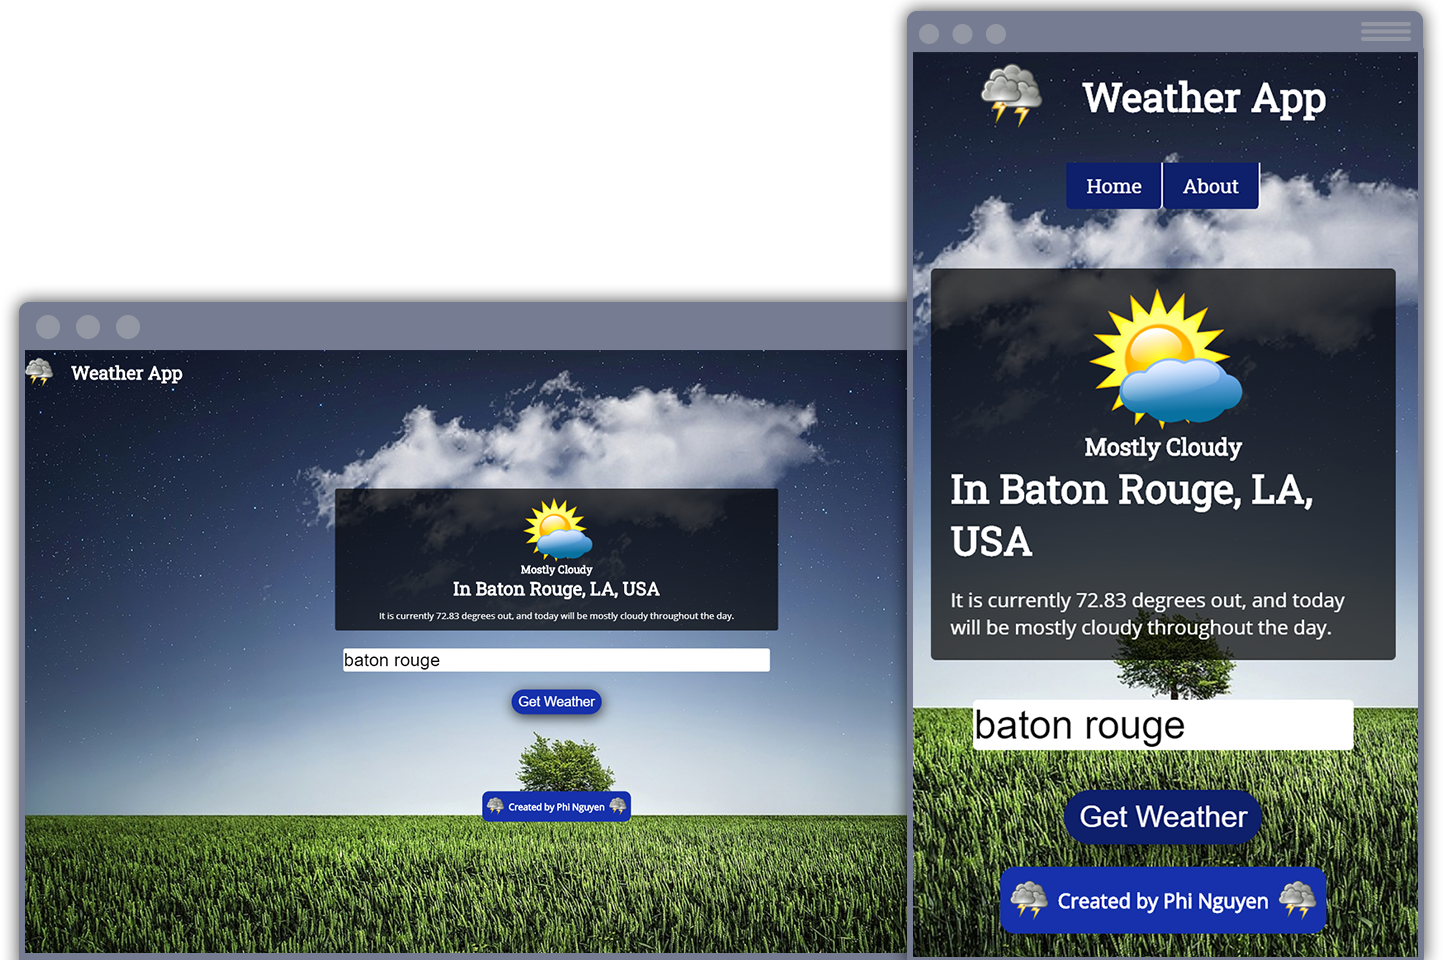 Weather App
Mostly Cloudy
In Baton Rouge, LA, USA
It is currently 72.83 degrees out, and today will be mostly cloudy throughout the day.
baton rouge
Get Weather
Created by Phi Nguyen
Weather App
Home About
Mostly Cloudy
In Baton Rouge, LA,
USA
It is currently 72.83 degrees out, and today
will be mostly cloudy throughout the day.
baton rouge
Get Weather
Created by Phi Nguyen